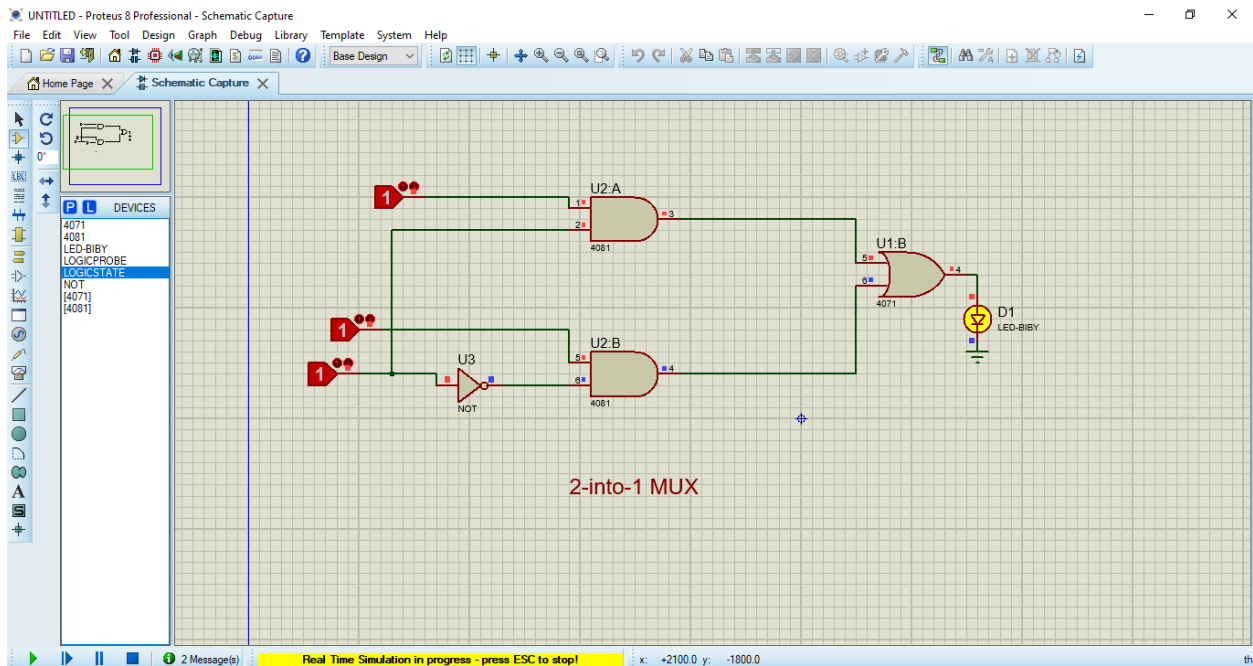 UNTITLED - Proteus 8 Professional - Schematic Capture
File Edit View Tool Design Graph Debug Library Template System Help
Base Design
Home Page
Schematic Capture
0°
LBL
P L DEVICES
4071
4081
LED-BIBY
LOGICPROBE
LOGICSTATE
NOT
[4071]
[4081]
A
S
1
U2:A
1
2
3
4081
U1:B
5
6
4
4071
D1
LED-BIBY
1
1
U3
NOT
U2:B
5
6
4
4081
2-into-1 MUX
2 Message(s)
Real Time Simulation in progress - press ESC to stop!
x: +2100.0 y: -1800.0
th